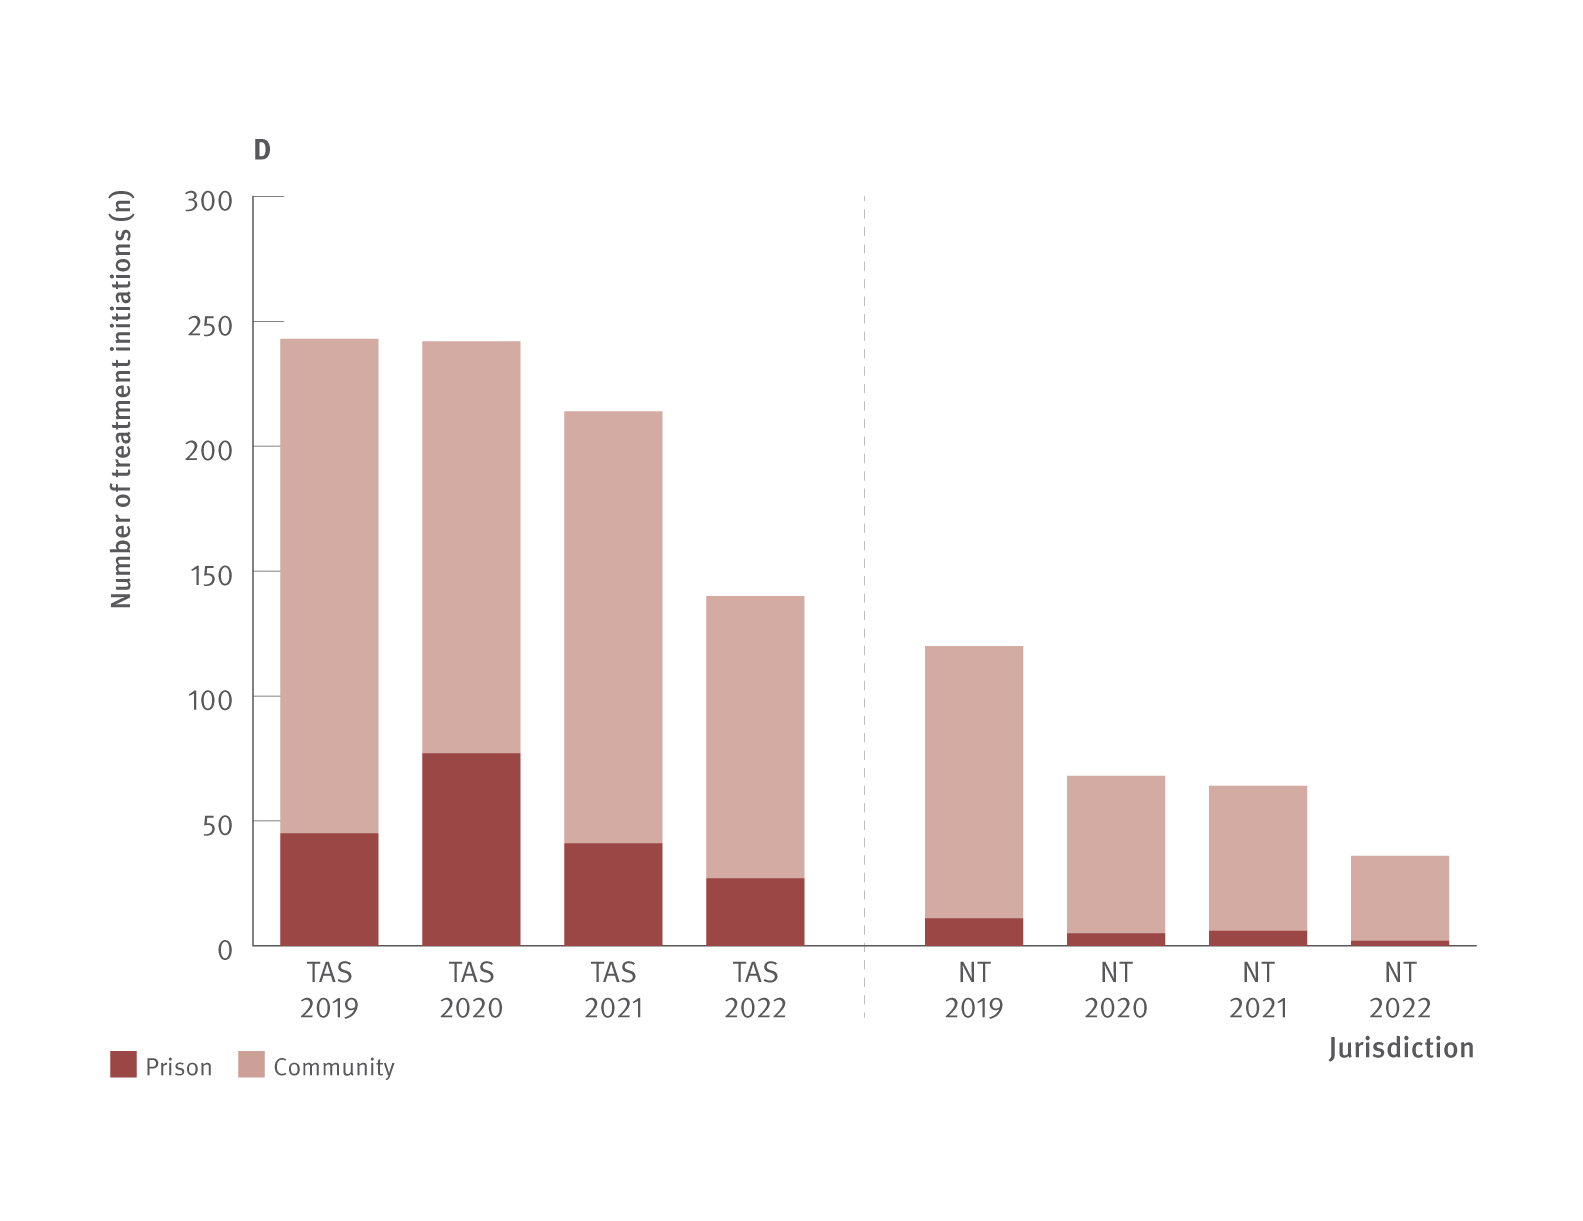 D
Number of treatment initiations (n)
300
250
200
150
100
50
0
TAS TAS TAS TAS NT NT NT NT
2019 2020 2021 2022 2019 2020 2021 2022
Jurisdiction
Prison Community